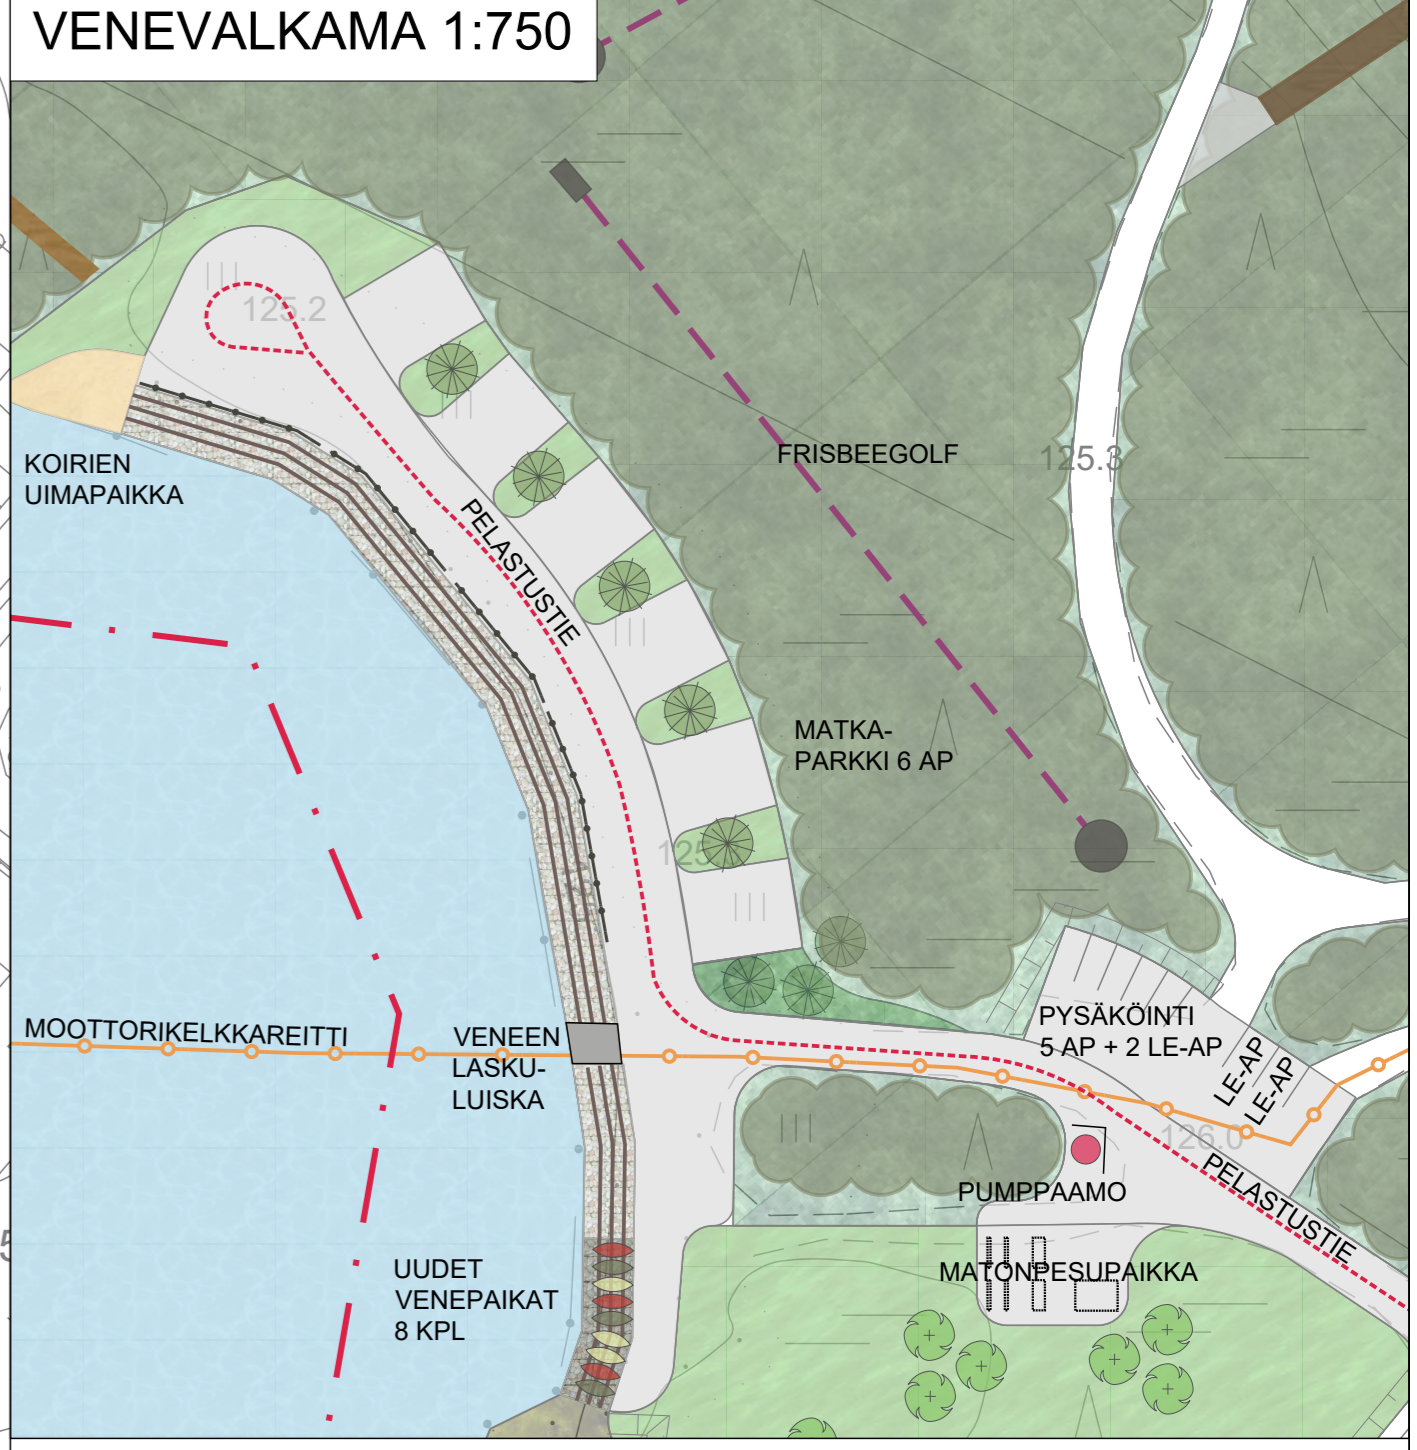 VENEVALKAMA 1:750
125.2
KOIRIEN
UIMAPAIKKA
FRISBEEGOLF
125.3
PELASTUSTIE
MATKA-
PARKKI 6 AP
MOOTTORIKELKKAREITTI
VENEEN
LASKU-
LUISKA
PYSÄKÖINTI
5 AP + 2 LE-AP
LE-AP
LE-AP
126.0
PUMPPAAMO
PELASTUSTIE
MATONPESUPAIKKA
UUDET
VENEPAIKAT
8 KPL